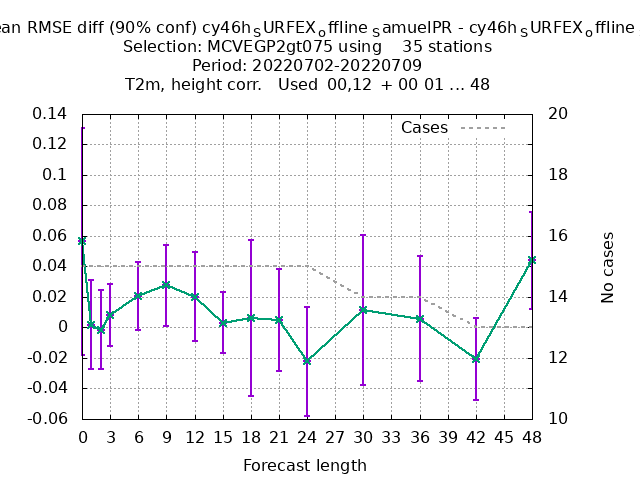 ean RMSE diff (90% conf) cy46hSURFEXoffline SamuelPR - cy46hSURFEXoffline
Selection: MCVEGP2gt075 using 35 stations
Period: 20220702-20220709
T2m, height corr. Used 00,12 + 00 01 ... 48
Cases
0.14
0.12
0.1
0.08
0.06
0.04
0.02
0
-0.02
-0.04
-0.06
20
18
16
14
12
10
No cases
0 3 6 9 12 15 18 21 24 27 30 33 36 39 42 45 48
Forecast length